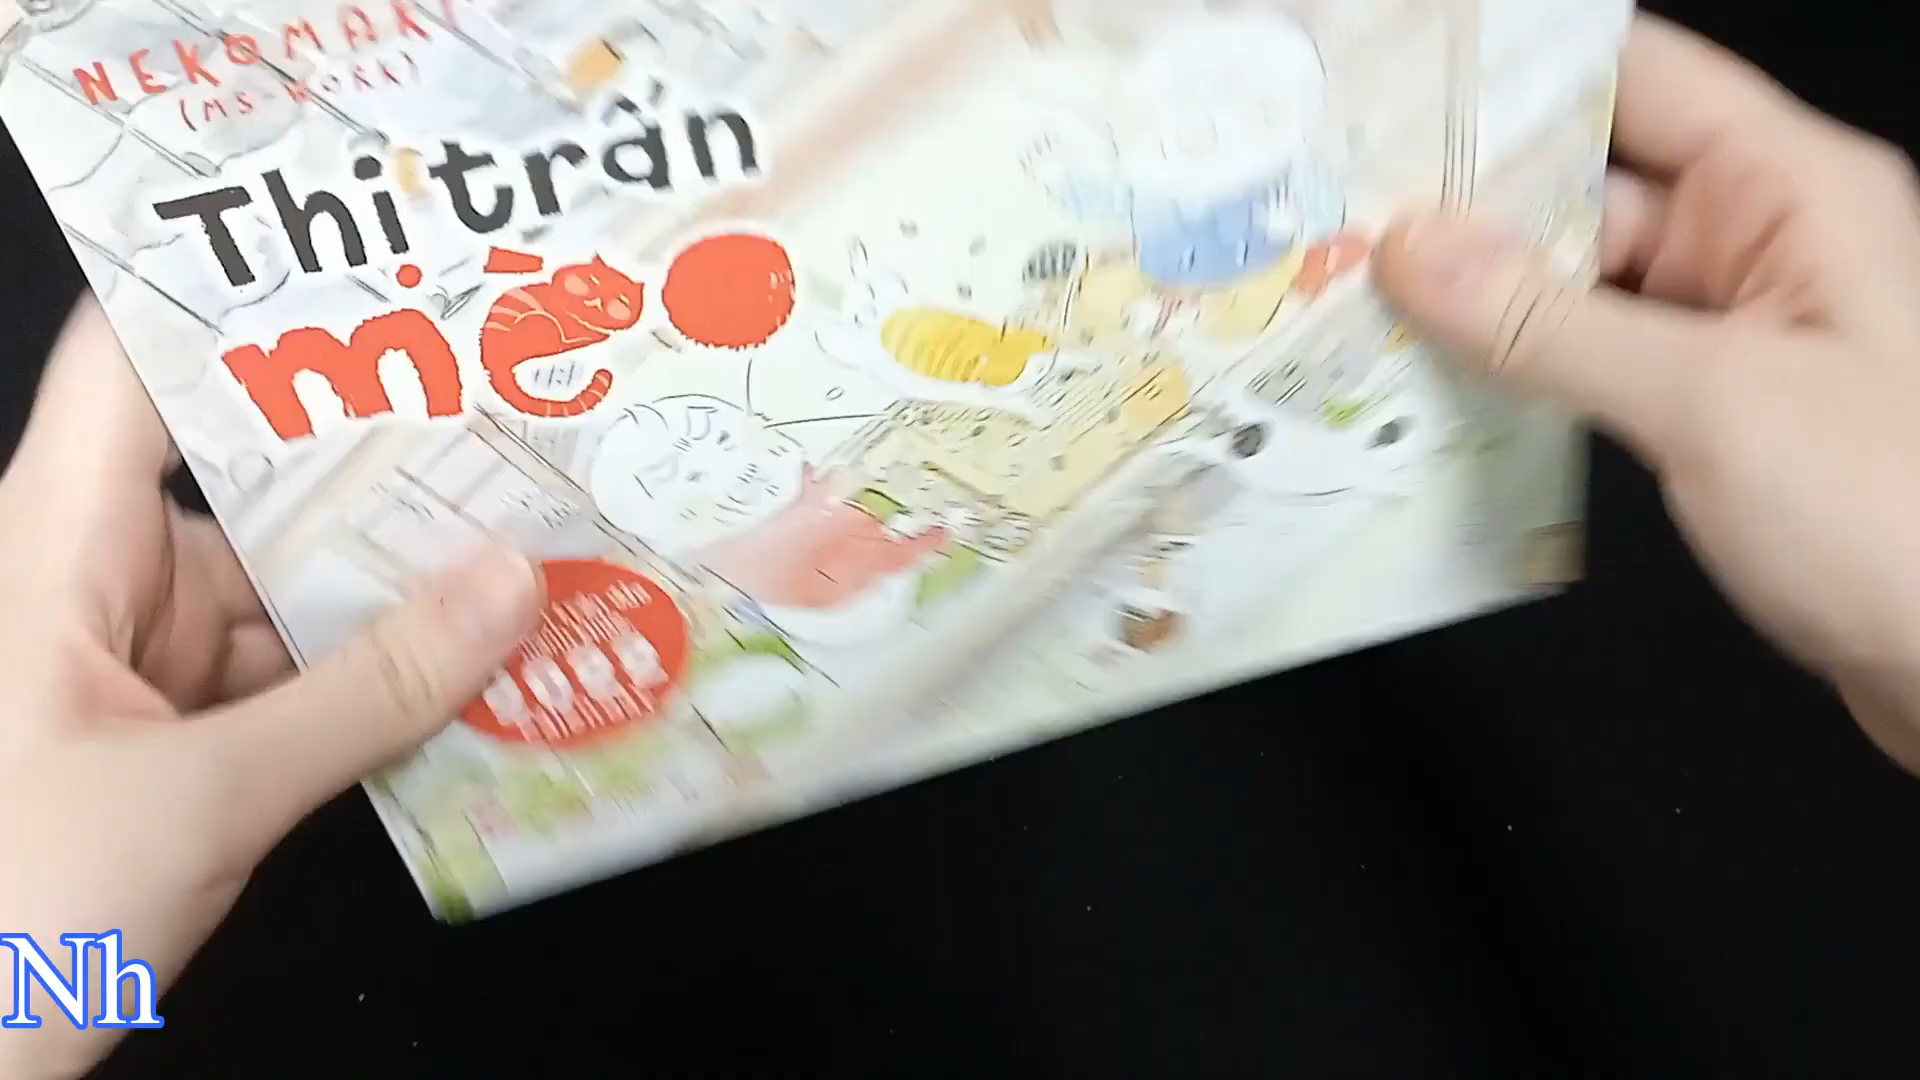 NEKOMAKI
(MS-WORK)
Thị trấn
mèo
Nh